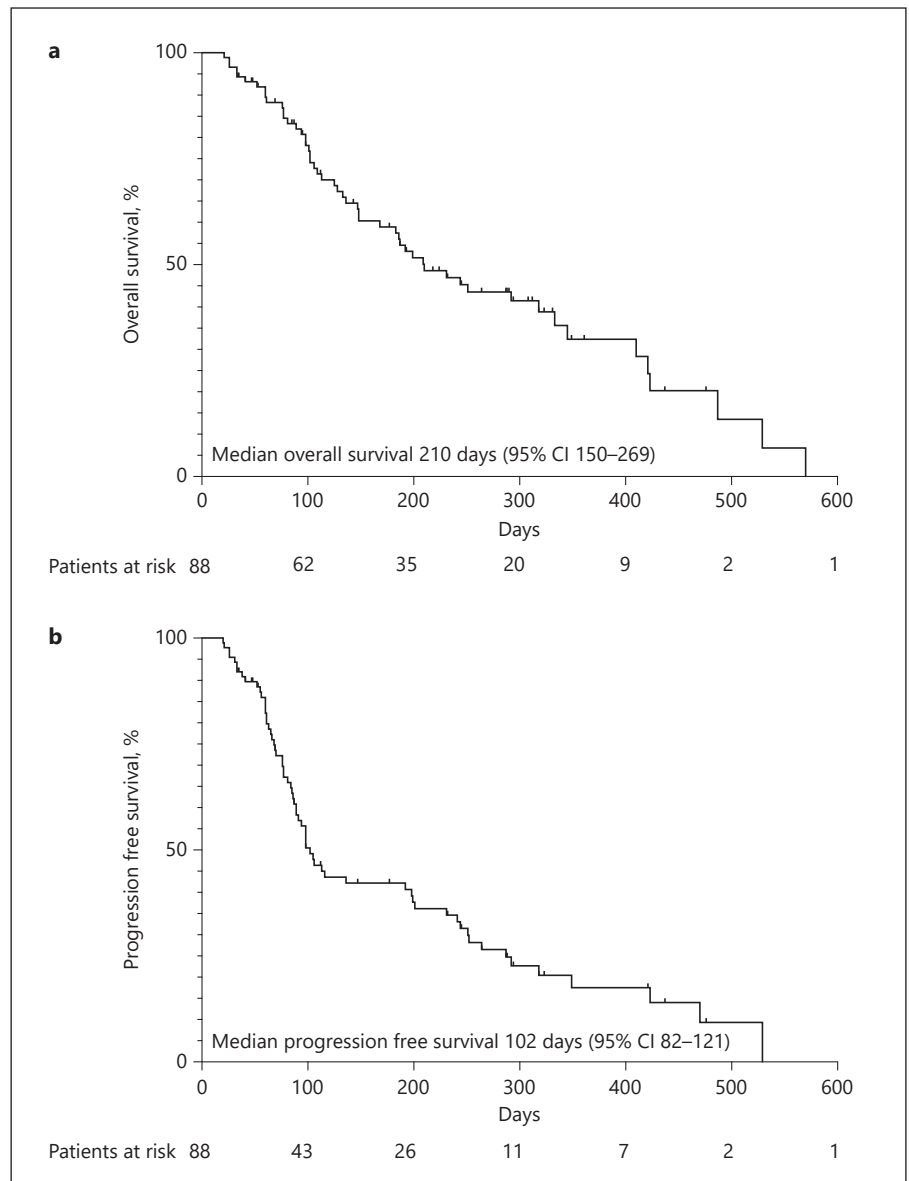 a
100
50
0
Overall survival, %
Median overall survival 210 days (95% CI 150–269)
0 100 200 300 400 500 600
Days
Patients at risk 88 62 35 20 9 2 1
b
100
50
0
Progression free survival, %
Median progression free survival 102 days (95% CI 82–121)
0 100 200 300 400 500 600
Days
Patients at risk 88 43 26 11 7 2 1